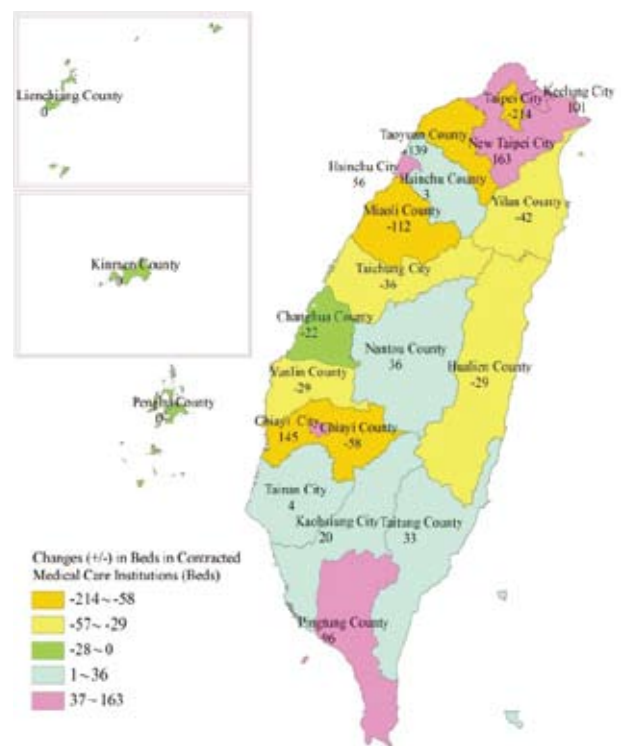 Lienchiang County
0
Kinmen County
Penghu County
0
Taipei City
-214
Keelung City
101
New Taipei City
163
Taoyuan County
-139
Hsinchu City
56
Hsinchu County
3
Yilan County
-42
Miaoli County
-112
Taichung City
-36
Changhua County
-22
Nantou County
36
Hualien County
-29
Yunlin County
-29
Chiayi City
145
Chiayi County
-58
Tainan City
4
Kaohsiung City
20
Taitung County
33
Pingtung County
96
Changes (+/-) in Beds in Contracted
Medical Care Institutions (Beds)
-214~-58
-57~-29
-28~0
1~36
37~163